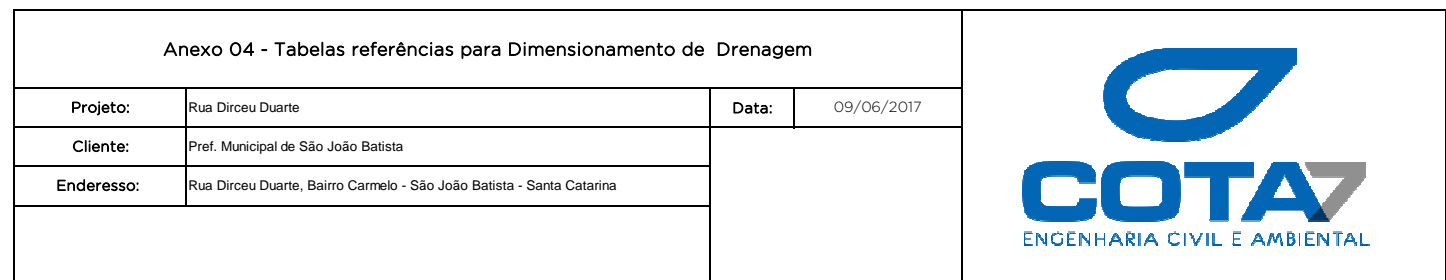 Anexo 04 - Tabelas referências para Dimensionamento de Drenagem
Projeto: Rua Dirceu Duarte Data: 09/06/2017
Cliente: Pref. Municipal de São João Batista
Enderesso: Rua Dirceu Duarte, Bairro Carmelo - São João Batista - Santa Catarina
COTA7
ENGENHARIA CIVIL E AMBIENTAL